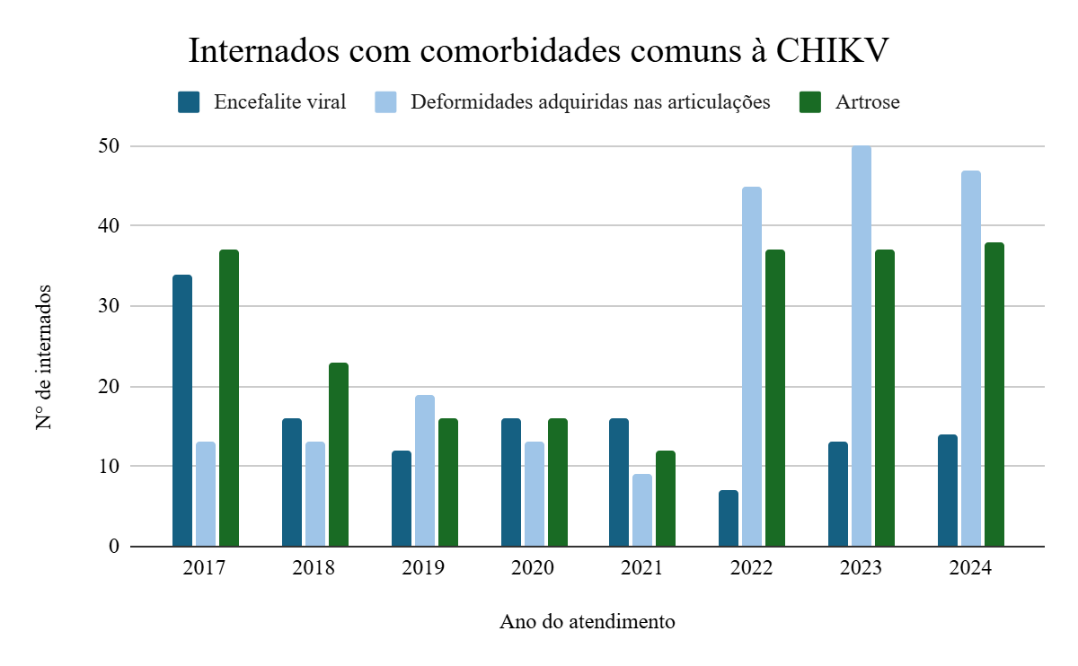 Internados com comorbidades comuns à CHIKV
Encefalite viral Deformidades adquiridas nas articulações Artrose
50
40
30
20
10
0
N° de internados
2017 2018 2019 2020 2021 2022 2023 2024
Ano do atendimento